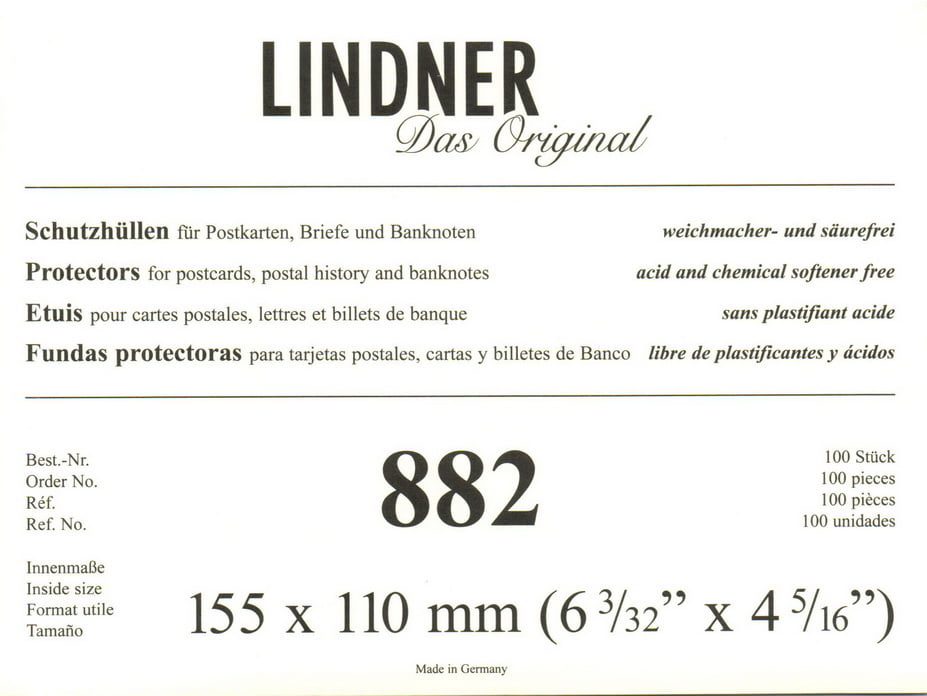 LINDNER
Das Original
Schutzhüllen für Postkarten, Briefe und Banknoten weichmacher- und säurefrei
Protectors for postcards, postal history and banknotes acid and chemical softener free
Etuis pour cartes postales, lettres et billets de banque sans plastifiant acide
Fundas protectoras para tarjetas postales, cartas y billetes de Banco libre de plastificantes y ácidos
Best.-Nr.
Order No.
Réf.
Ref. No.
882
100 Stück
100 pieces
100 pièces
100 unidades
Innenmaße
Inside size
Format utile
Tamaño
155 x 110 mm (6 3/32” x 4 5/16”)
Made in Germany